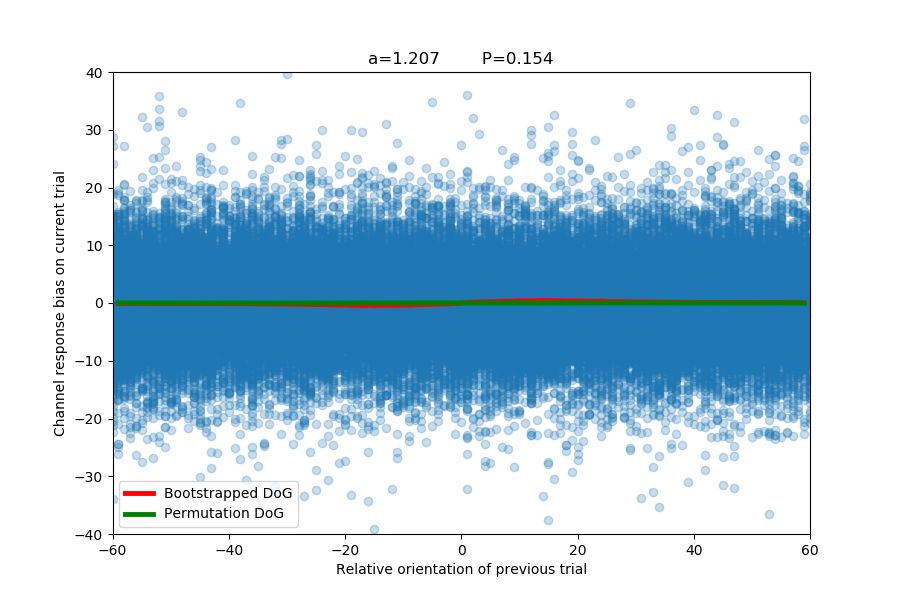 a=1.207 P=0.154
Channel response bias on current trial
40
30
20
10
0
−10
−20
−30
−40
Bootstrapped DoG
Permutation DoG
−60 −40 −20 0 20 40 60
Relative orientation of previous trial